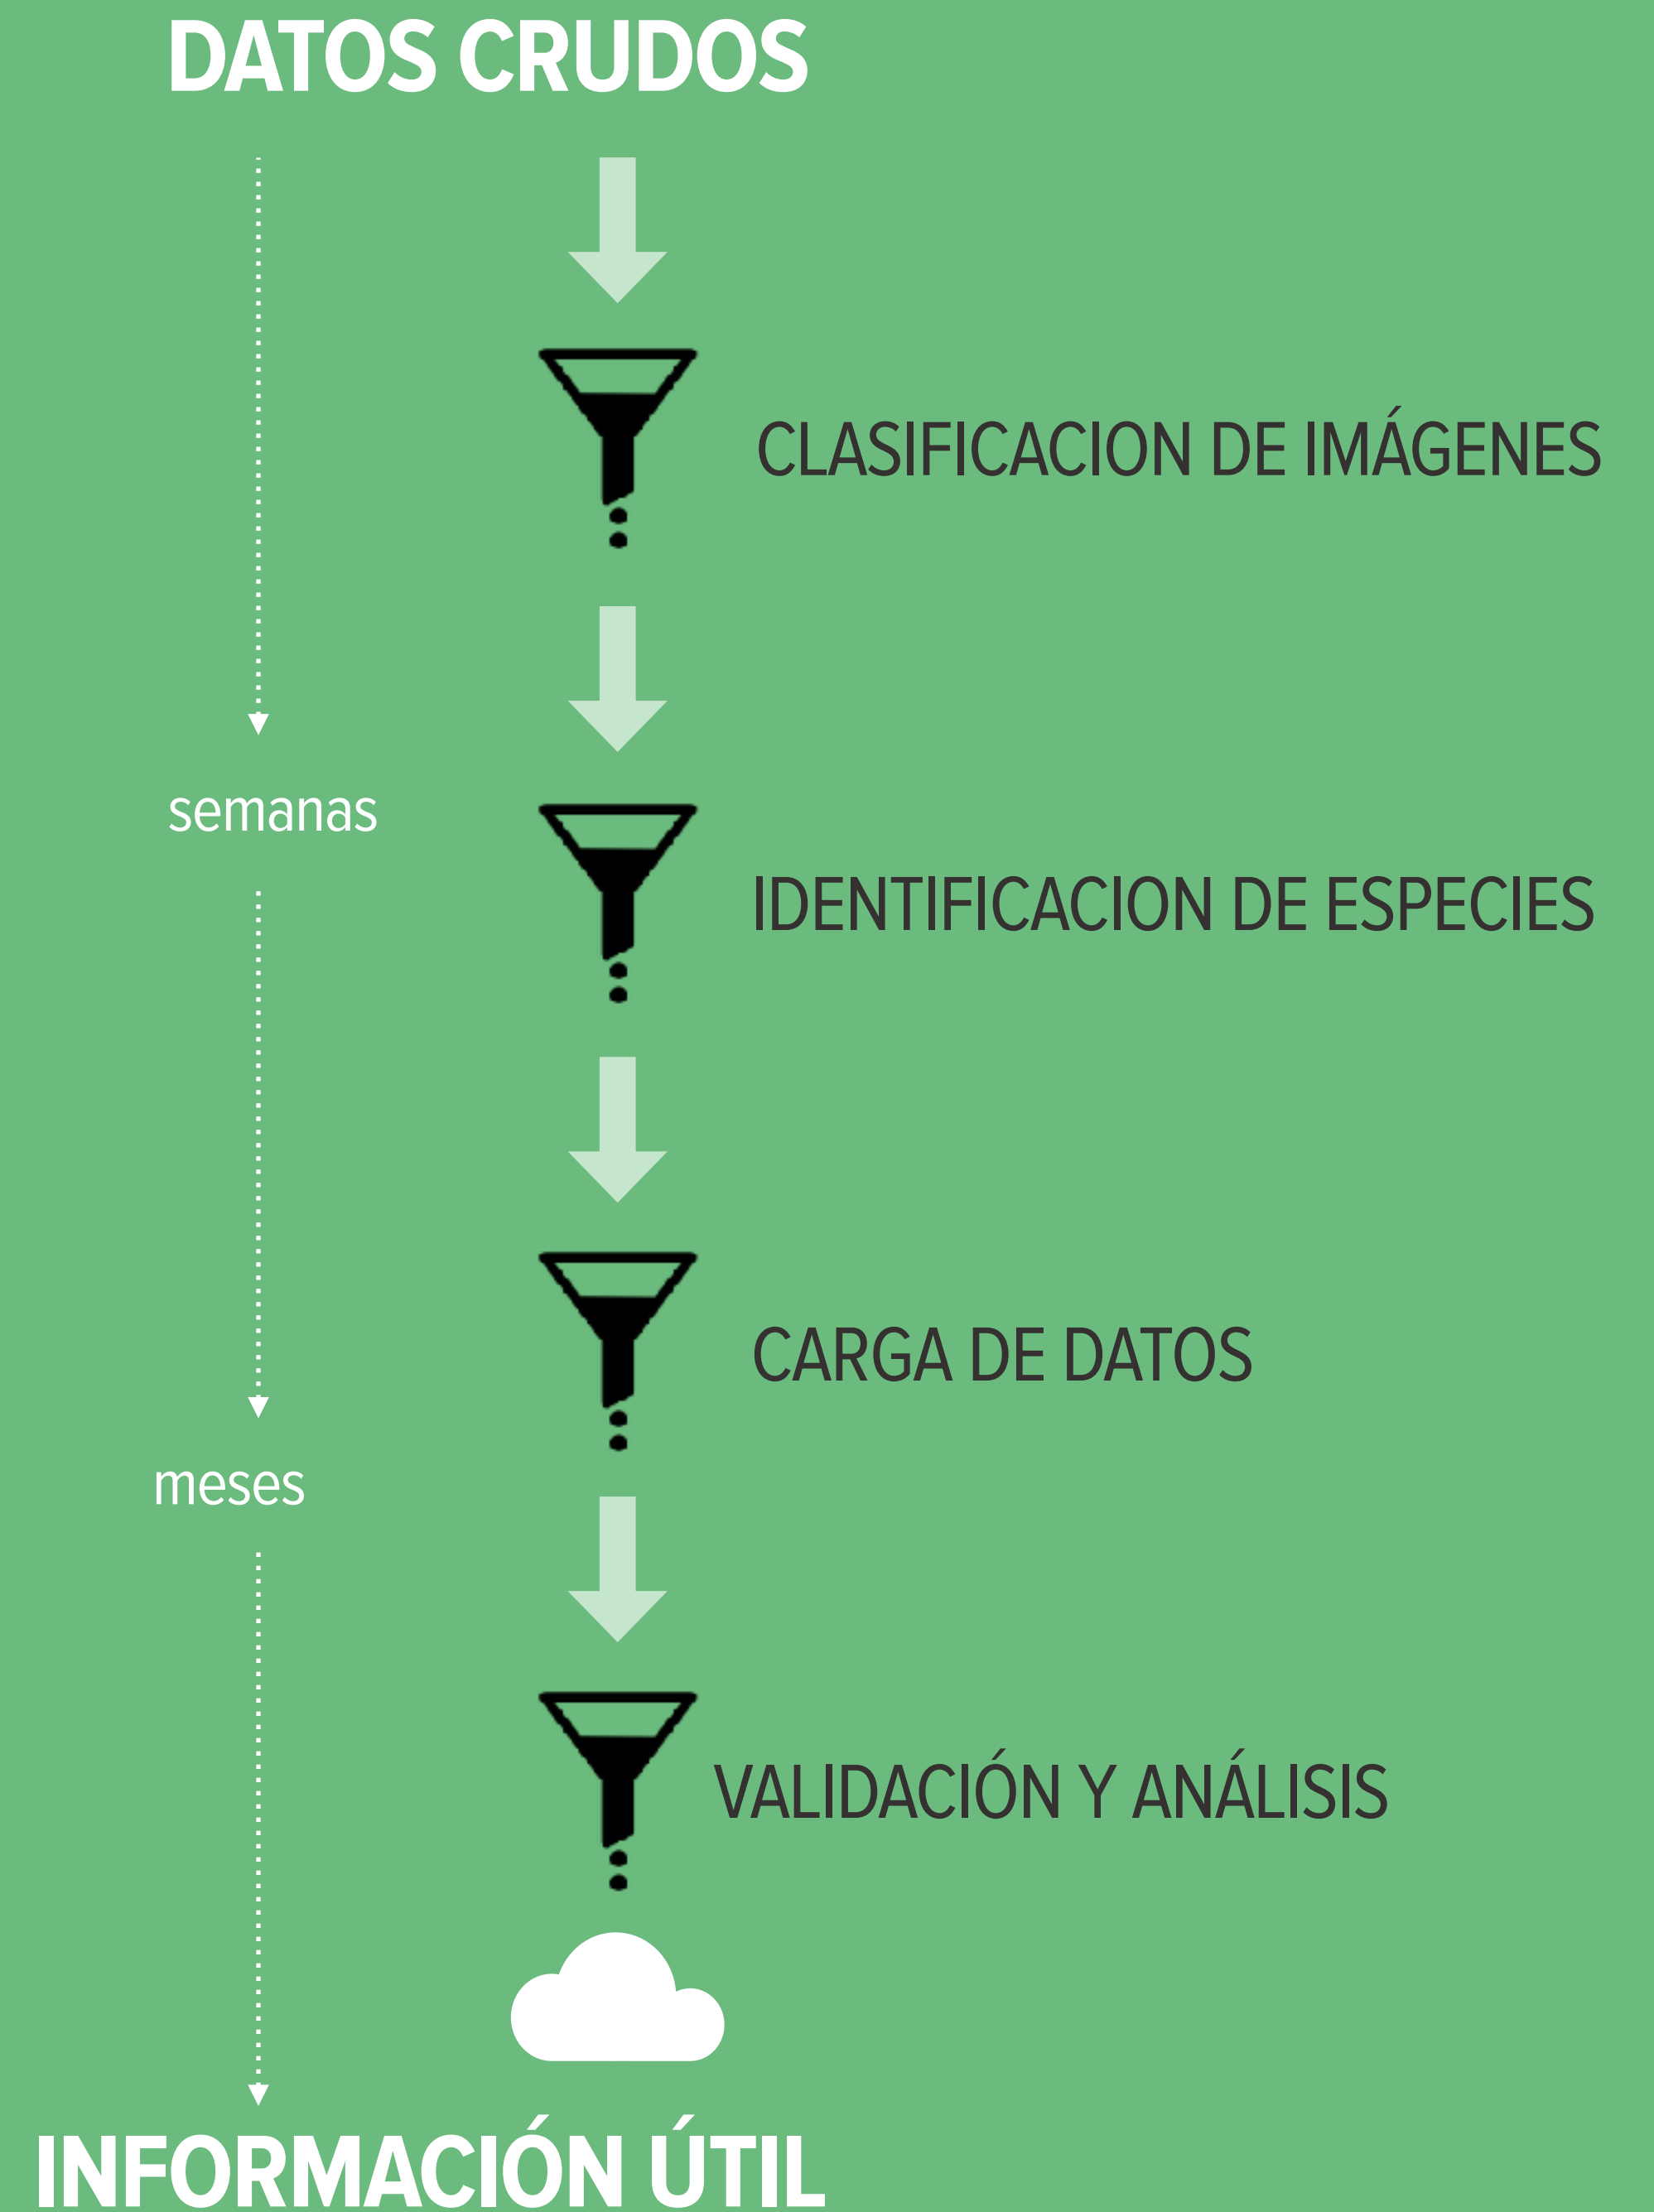 DATOS CRUDOS
CLASIFICACION DE IMÁGENES
semanas
IDENTIFICACION DE ESPECIES
CARGA DE DATOS
meses
VALIDACIÓN Y ANÁLISIS
INFORMACIÓN ÚTIL